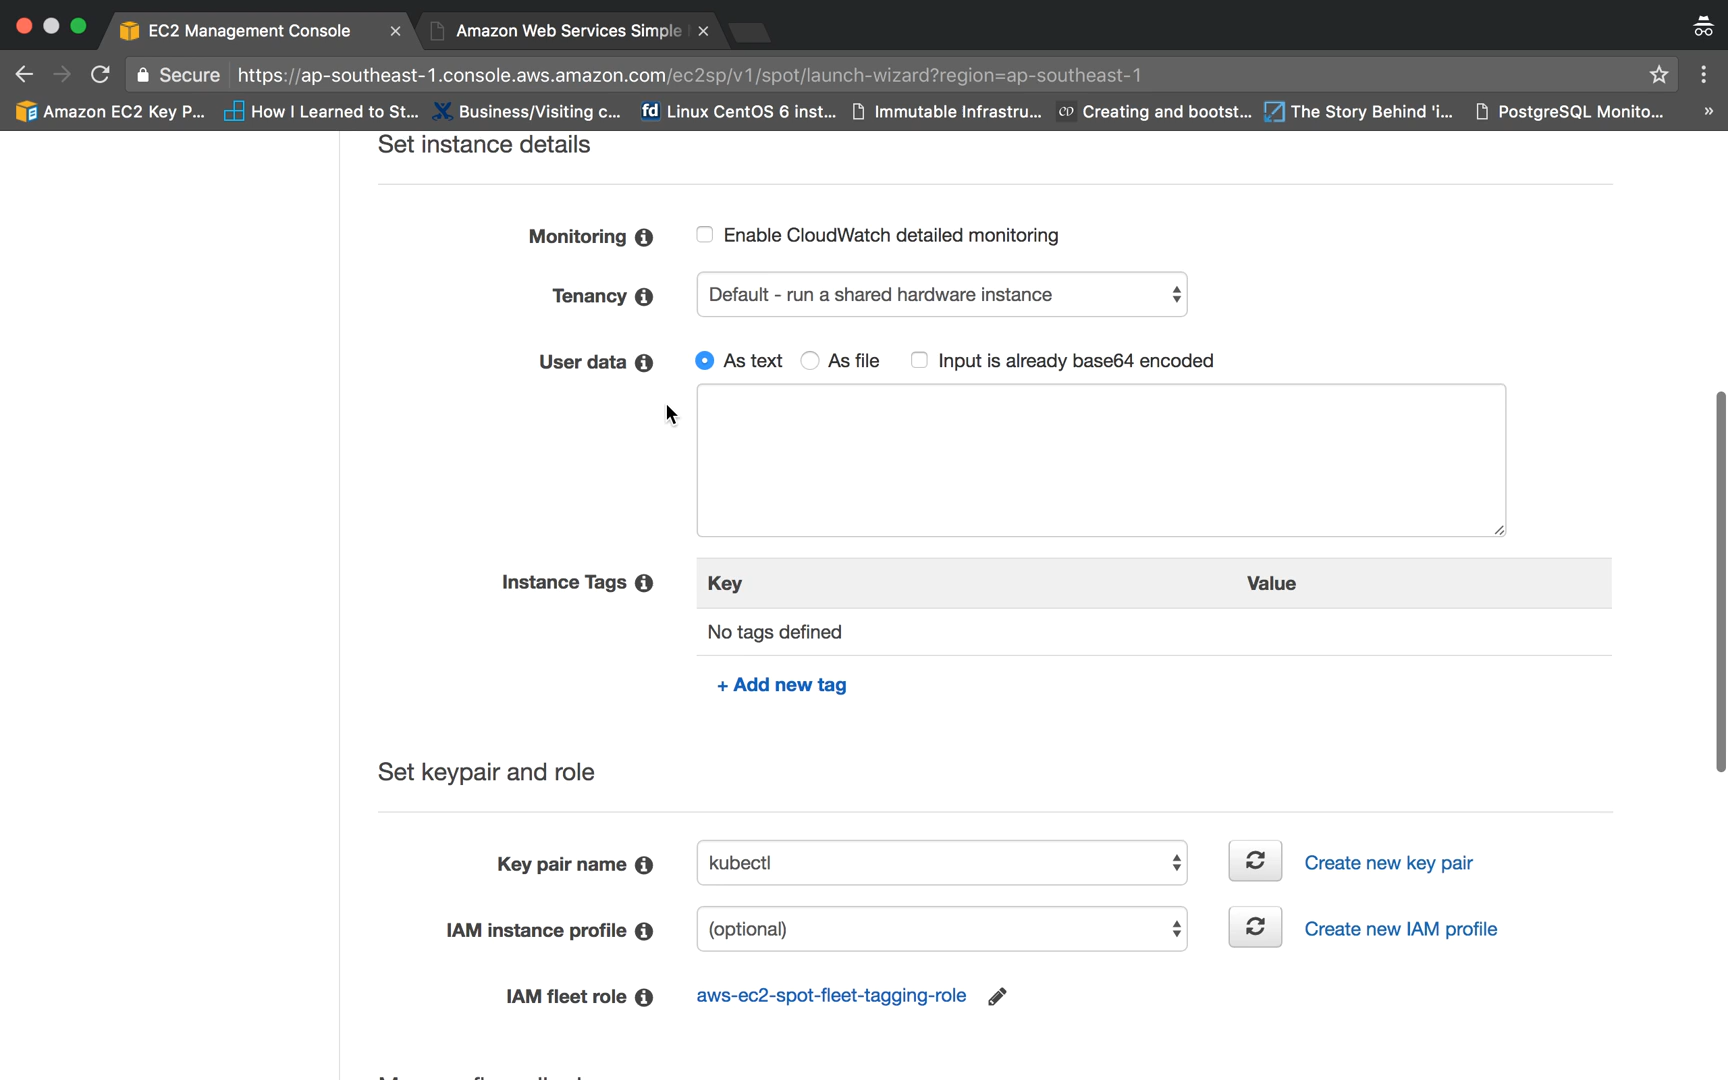 EC2 Management Console
Amazon Web Services Simple
Secure https://ap-southeast-1.console.aws.amazon.com/ec2sp/v1/spot/launch-wizard?region=ap-southeast-1
Amazon EC2 Key P... How I Learned to St... Business/Visiting c... fd Linux CentOS 6 inst... Immutable Infrastru... Creating and bootst... The Story Behind 'i... PostgreSQL Monito... »
Set instance details
Monitoring Enable CloudWatch detailed monitoring
Tenancy Default - run a shared hardware instance
User data As text As file Input is already base64 encoded
Instance Tags Key Value
No tags defined
+ Add new tag
Set keypair and role
Key pair name kubectl Create new key pair
IAM instance profile (optional) Create new IAM profile
IAM fleet role aws-ec2-spot-fleet-tagging-role